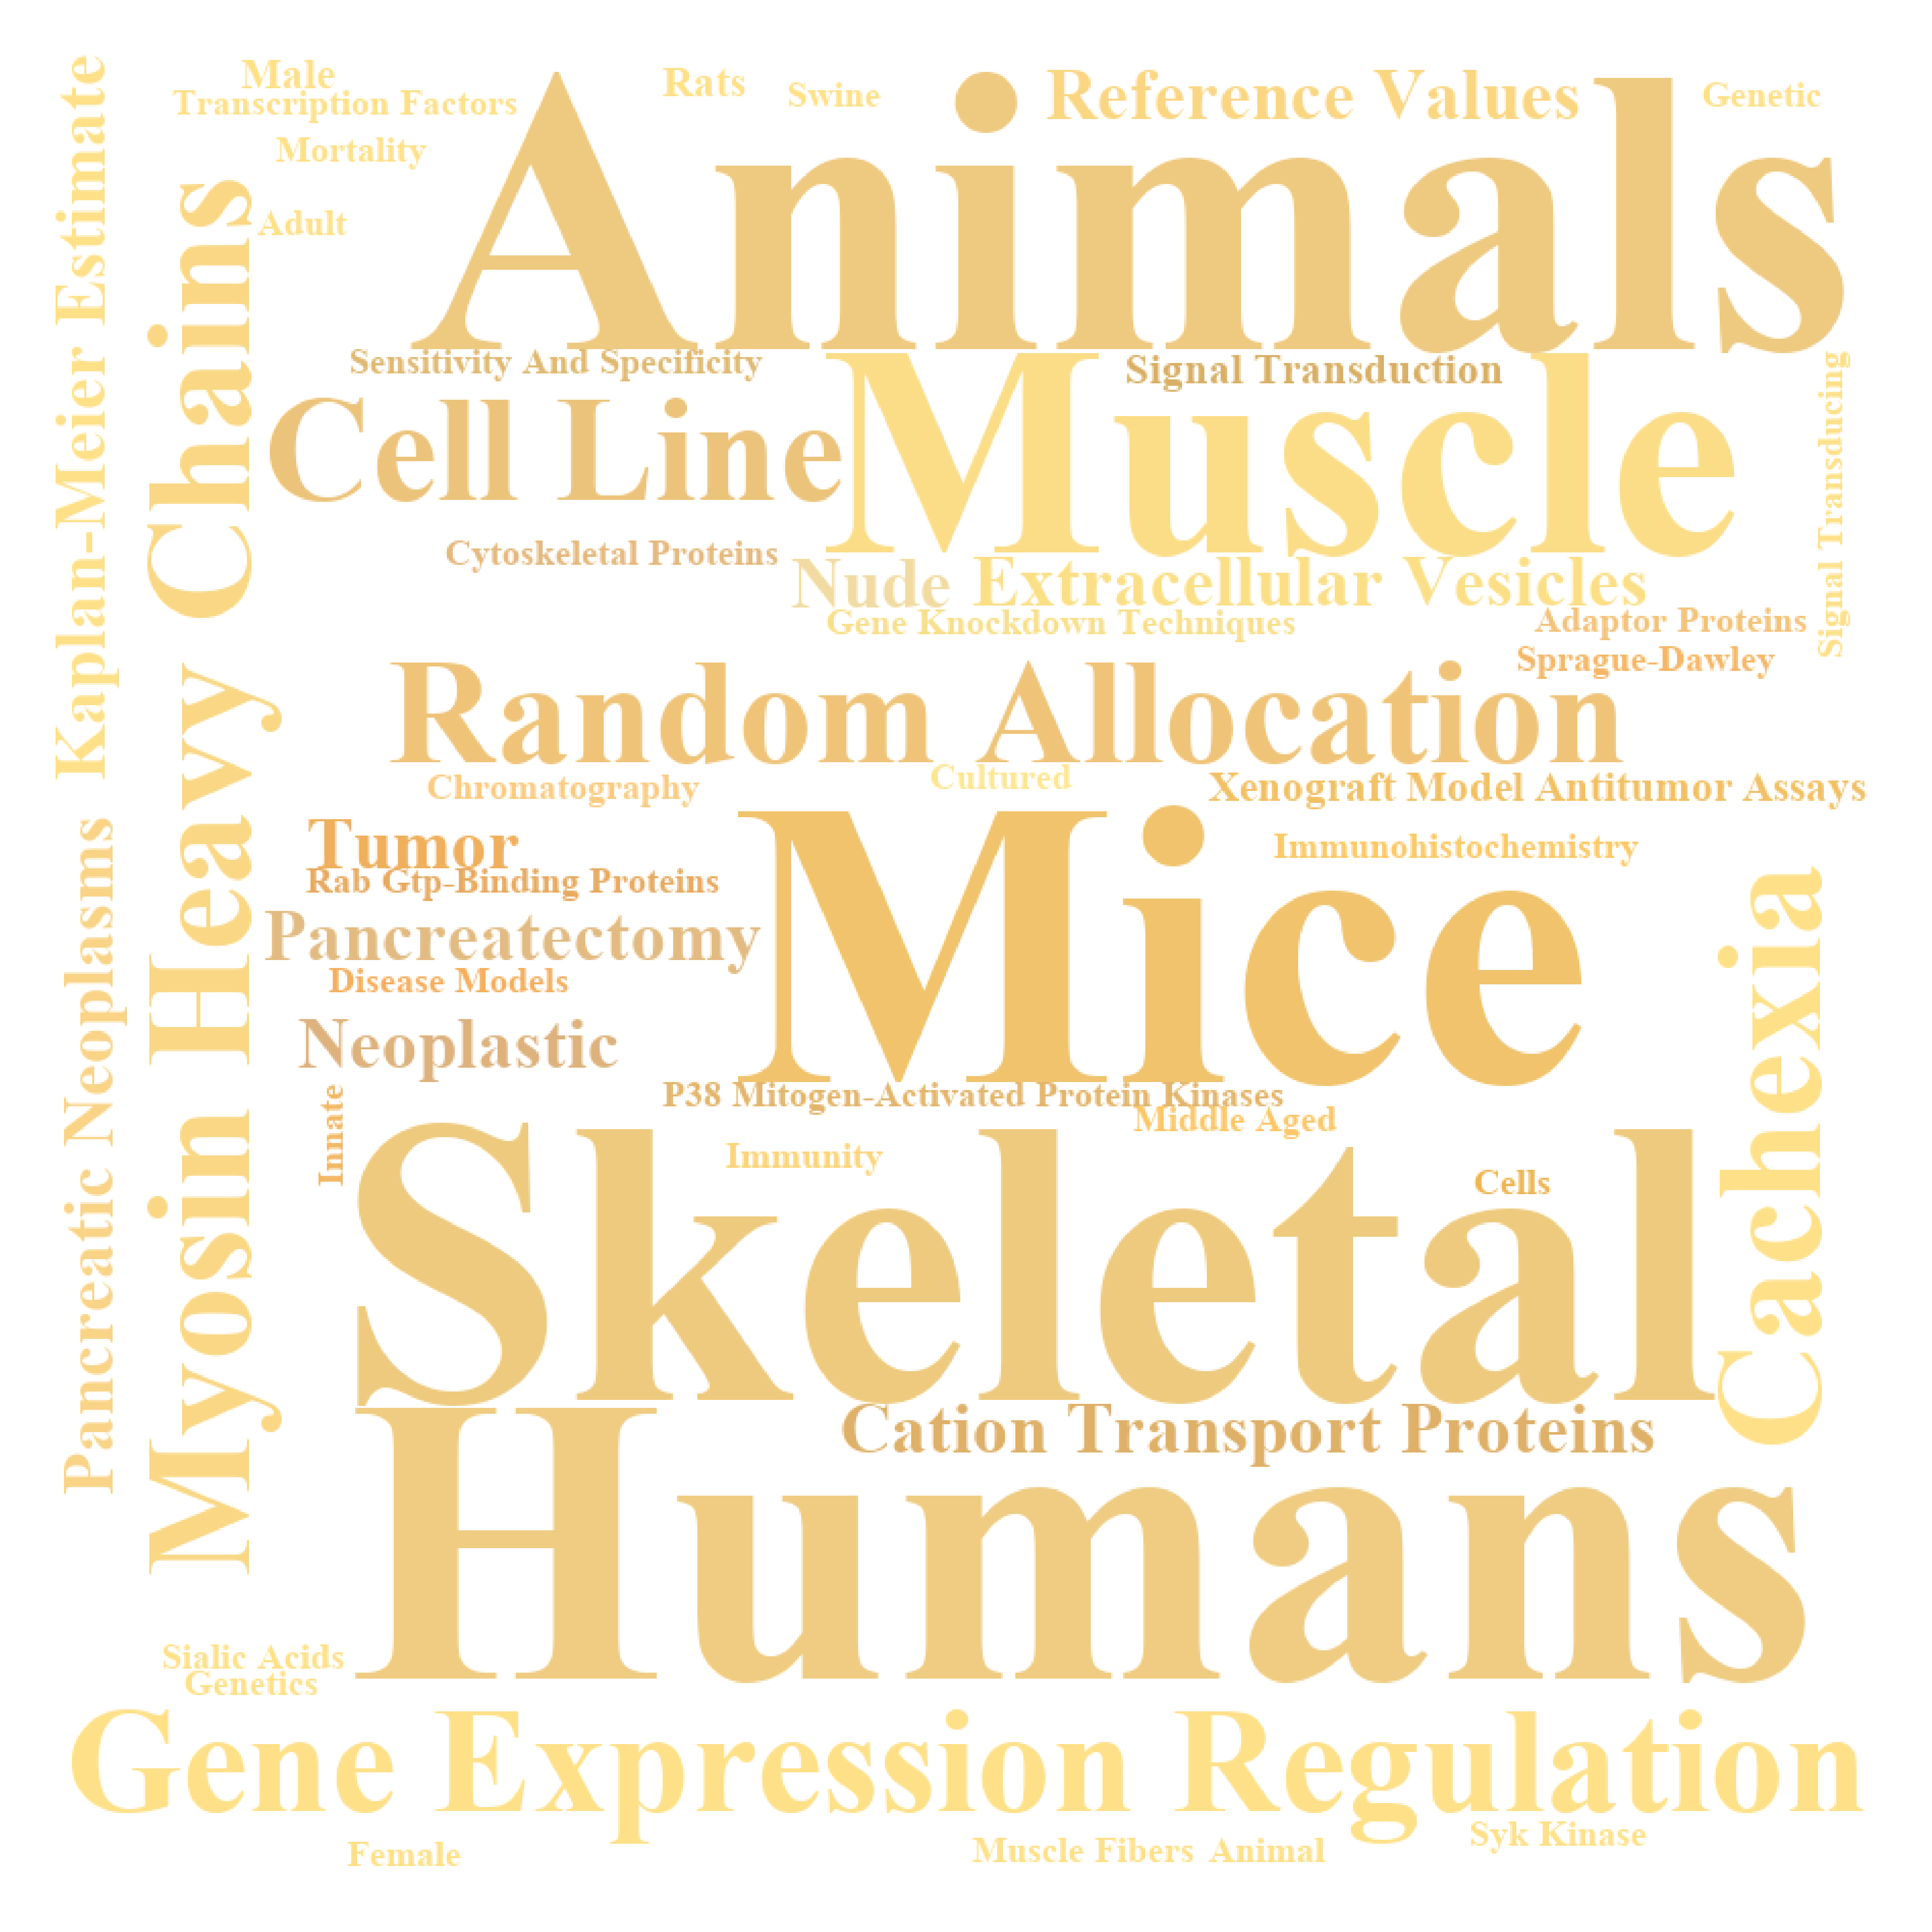 Male
Transcription Factors
Mortality
Adult
Rats
Swine
Reference Values
Genetic
Animals
Kaplan-Meier Estimate
Myosin Heavy Chains
Sensitivity And Specificity
Signal Transduction
Signal Transducing
Cell Line
Muscle
Cytoskeletal Proteins
Nude
Extracellular Vesicles
Gene Knockdown Techniques
Adaptor Proteins
Sprague-Dawley
Random Allocation
Chromatography
Cultured
Xenograft Model Antitumor Assays
Tumor
Immunohistochemistry
Rab Gtp-Binding Proteins
Mice
Pancreatectomy
Disease Models
Neoplastic
Pancreatic Neoplasms
Cachexia
Innate
P38 Mitogen-Activated Protein Kinases
Middle Aged
Immunity
Cells
Skeletal
Cation Transport Proteins
Humans
Sialic Acids
Genetics
Gene Expression Regulation
Female
Muscle Fibers
Animal
Syk Kinase